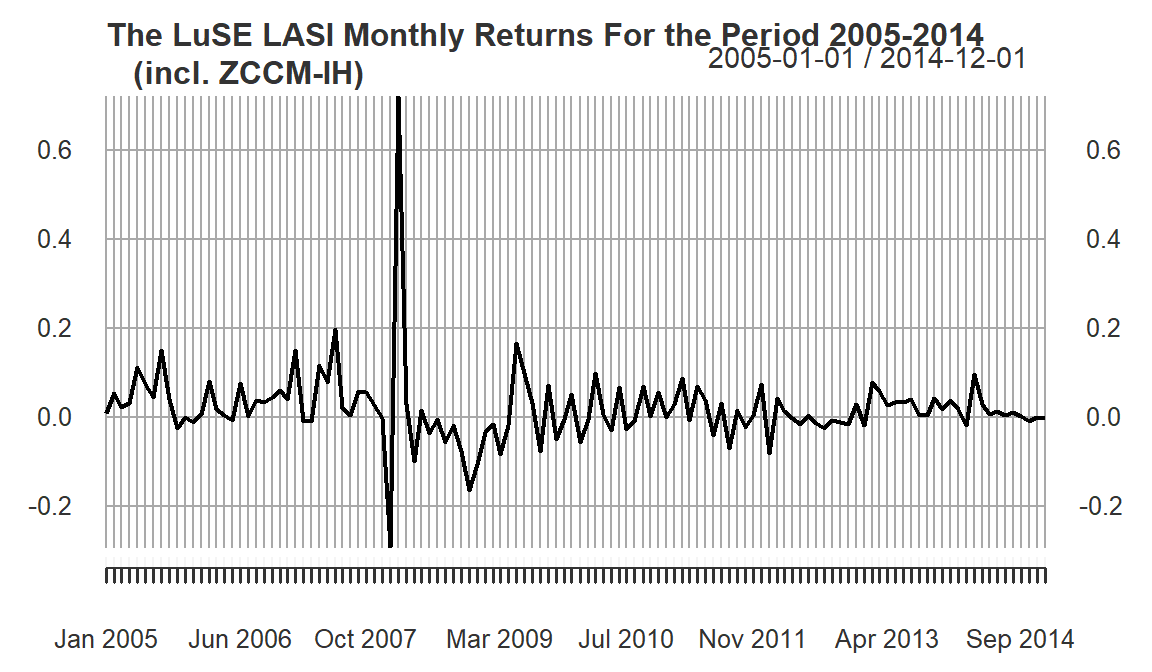 The LuSE LASI Monthly Returns For the Period 2005-2014
2005-01-01 / 2014-12-01
(incl. ZCCM-IH)
0.6 0.6
0.4 0.4
0.2 0.2
0.0 0.0
-0.2 -0.2
Jan 2005 Jun 2006 Oct 2007 Mar 2009 Jul 2010 Nov 2011 Apr 2013 Sep 2014